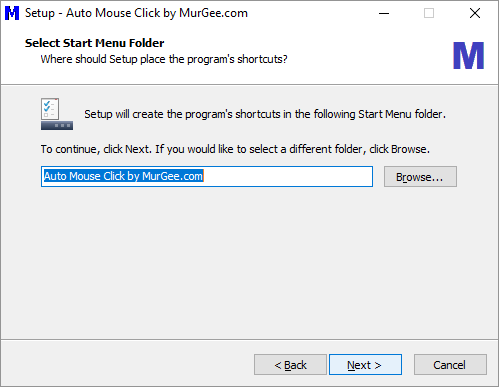 M Setup - Auto Mouse Click by MurGee.com
Select Start Menu Folder
Where should Setup place the program's shortcuts?
M
Setup will create the program's shortcuts in the following Start Menu folder.
To continue, click Next. If you would like to select a different folder, click Browse.
Auto Mouse Click by MurGee.com Browse...
< Back Next > Cancel